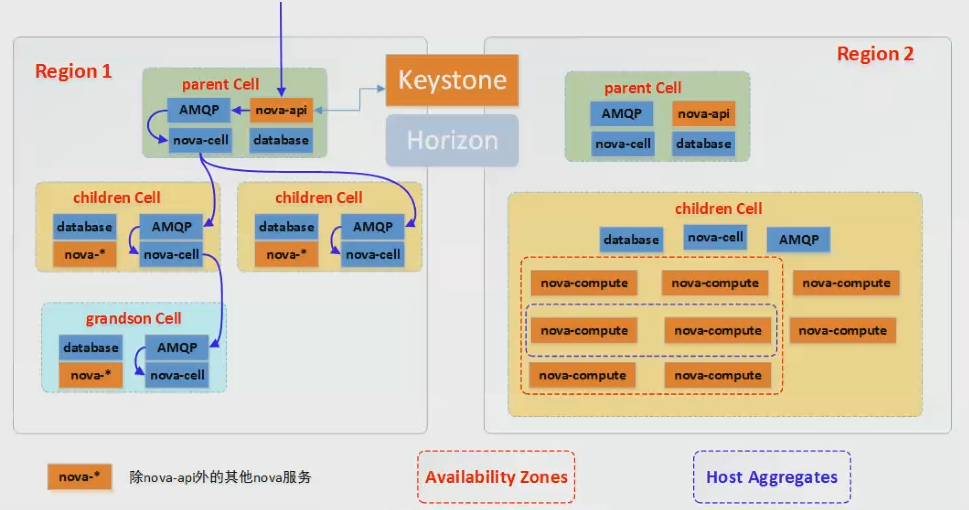 Region 1
parent Cell
AMQP
nova-api
nova-cell
database
Keystone
Horizon
children Cell
database
AMQP
nova-*
nova-cell
children Cell
database
AMQP
nova-*
nova-cell
grandson Cell
database
AMQP
nova-*
nova-cell
Region 2
parent Cell
AMQP
nova-api
nova-cell
database
children Cell
database
nova-cell
AMQP
nova-compute
nova-compute
nova-compute
nova-compute
nova-compute
nova-compute
nova-compute
nova-compute
nova-*
除nova-api外的其他nova服务
Availability Zones
Host Aggregates